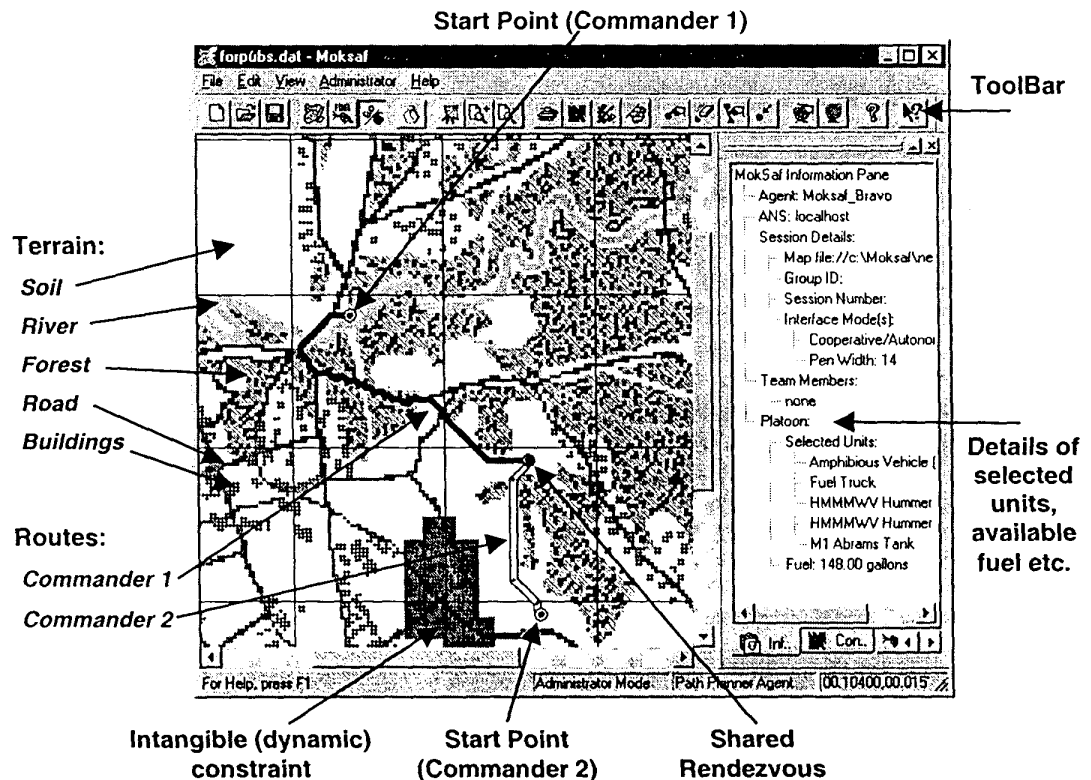 Start Point (Commander 1)
forpubs.dat - Moksaf
File Edit View Administrator Help
ToolBar
MokSaf Information Pane
Agent: Moksaf_Bravo
ANS: localhost
Session Details:
Map file://c:\Moksaf\ne
Group ID:
Session Number:
Interface Mode(s):
Cooperative/Autonor
Pen Width: 14
Team Members:
none
Platoon:
Selected Units:
Amphibious Vehicle (
Fuel Truck
HMMMWV Hummer
HMMMWV Hummer
M1 Abrams Tank
Fuel: 148.00 gallons
Inf..
Con..
Terrain:
Soil
River
Forest
Road
Buildings
Routes:
Commander 1
Commander 2
Details of
selected
units,
available
fuel etc.
For Help, press F1
Administrator Mode
Path Planner Agent
00.10400,00.015
Intangible (dynamic)
constraint
Start Point
(Commander 2)
Shared
Rendezvous